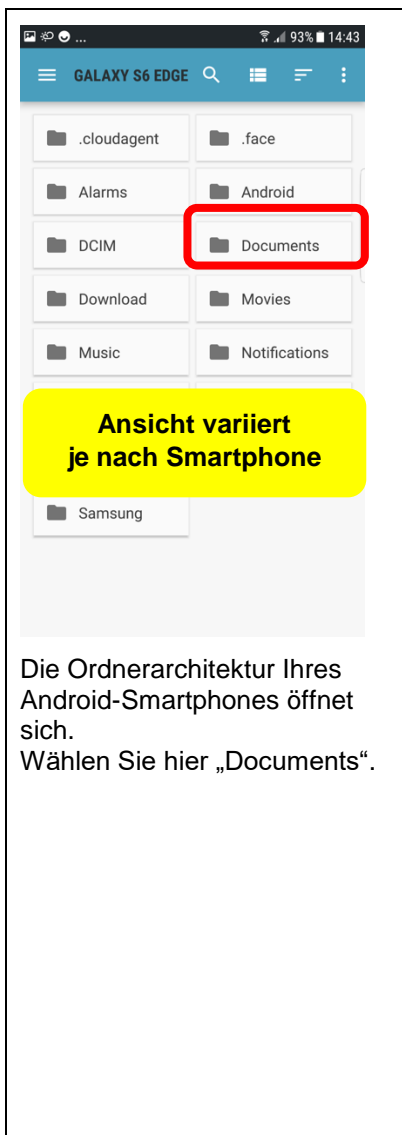 ... 93% 14:43
GALAXY S6 EDGE
.cloudagent .face
Alarms Android
DCIM Documents
Download Movies
Music Notifications
Ansicht variiert
je nach Smartphone
Samsung
Die Ordnerarchitektur Ihres
Android-Smartphones öffnet
sich.
Wählen Sie hier „Documents“.